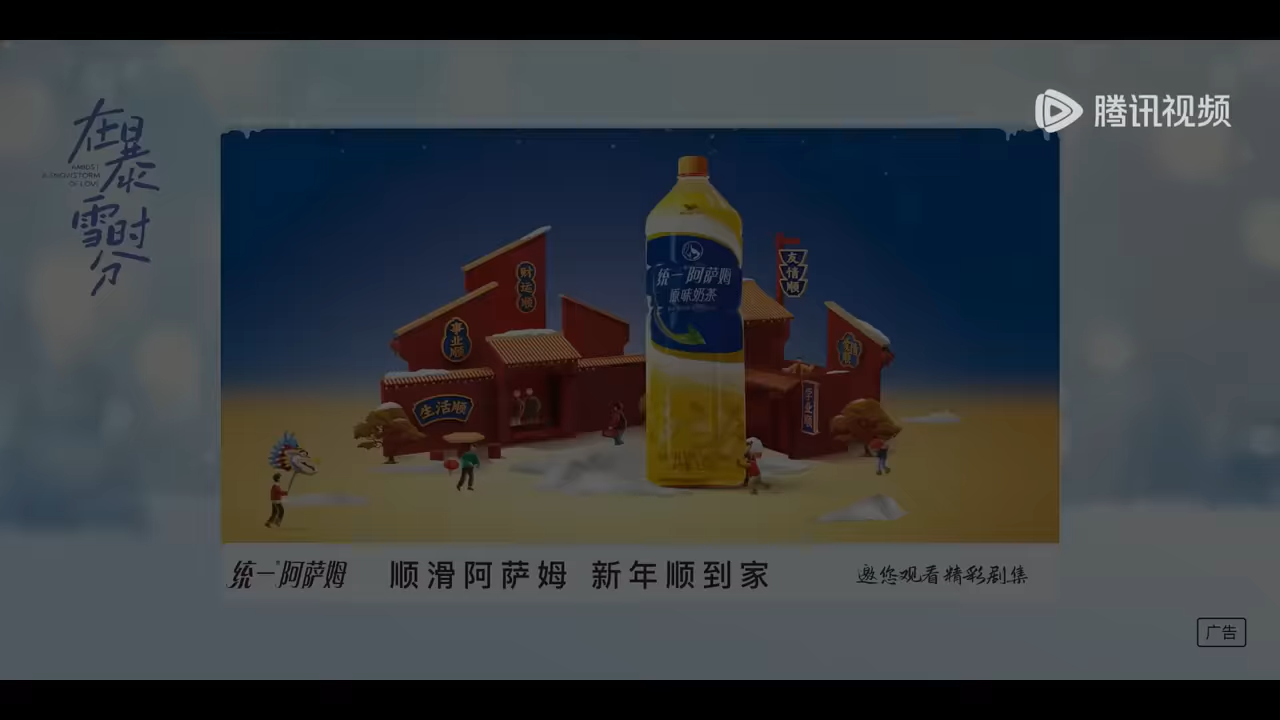 在暴雪时分
AMIDST
A SNOWSTORM
OF LOVE
腾讯视频
财运顺
事业顺
生活顺
统一阿萨姆
原味奶茶
友情顺
学业顺
统一阿萨姆
顺滑阿萨姆 新年顺到家
邀您观看精彩剧集
广告